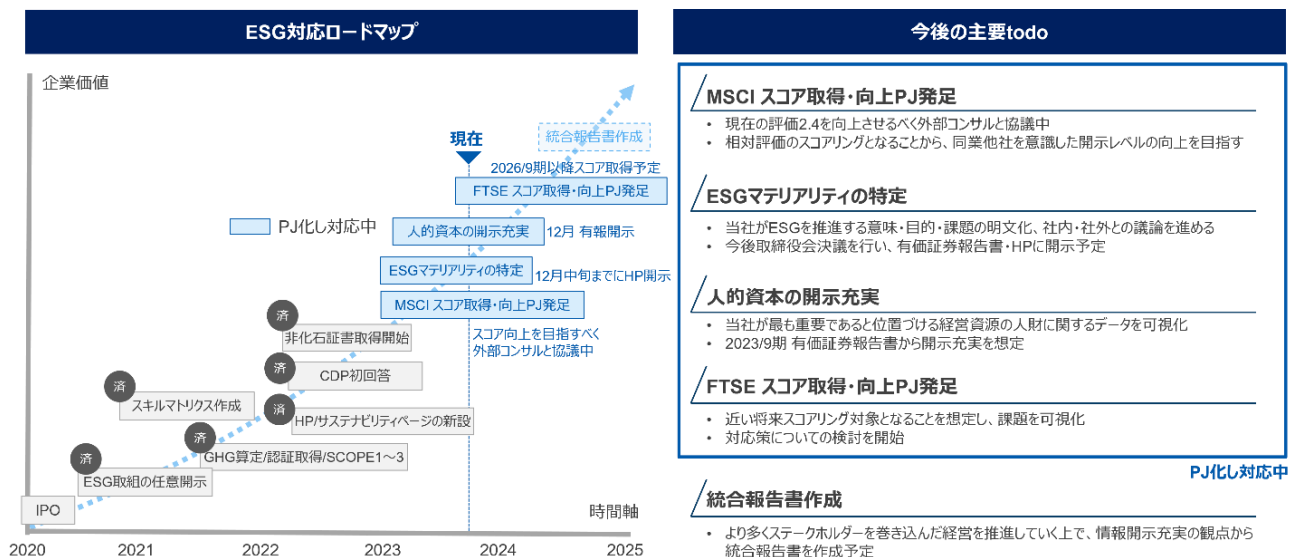 ESG対応ロードマップ
企業価値
統合報告書作成
現在
2026/9期以降スコア取得予定
FTSE スコア取得・向上PJ発足
PJ化し対応中
人的資本の開示充実
12月 有報開示
ESGマテリアリティの特定
12月中旬までにHP開示
MSCI スコア取得・向上PJ発足
スコア向上を目指すべく
外部コンサルと協議中
済
非化石証書取得開始
済
CDP初回答
済
スキルマトリクス作成
済
HP/サステナビリティページの新設
済
GHG算定/認証取得/SCOPE1～3
済
ESG取組の任意開示
IPO
時間軸
2020
2021
2022
2023
2024
2025
今後の主要todo
MSCI スコア取得・向上PJ発足
• 現在の評価2.4を向上させるべく外部コンサルと協議中
• 相対評価のスコアリングとなることから、同業他社を意識した開示レベルの向上を目指す
ESGマテリアリティの特定
• 当社がESGを推進する意味・目的・課題の明文化、社内・社外との議論を進める
• 今後取締役会決議を行い、有価証券報告書・HPに開示予定
人的資本の開示充実
• 当社が最も重要であると位置づける経営資源の人財に関するデータを可視化
• 2023/9期 有価証券報告書から開示充実を想定
FTSE スコア取得・向上PJ発足
• 近い将来スコアリング対象となることを想定し、課題を可視化
• 対応策についての検討を開始
PJ化し対応中
統合報告書作成
• より多くステークホルダーを巻き込んだ経営を推進していく上で、情報開示充実の観点から
統合報告書を作成予定